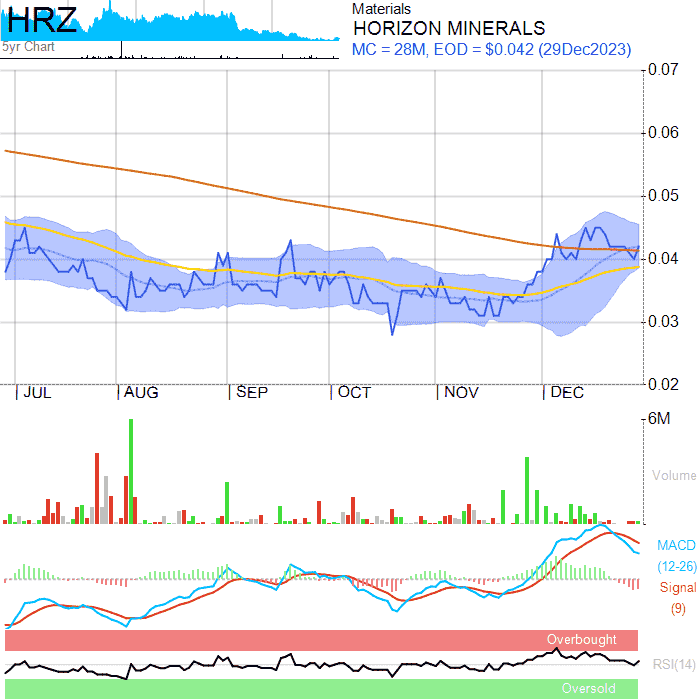 HRZ
5yr Chart
Materials
HORIZON MINERALS
MC = 28M, EOD = $0.042 (29Dec2023)
0.07
0.06
0.05
0.04
0.03
0.02
JUL AUG SEP OCT NOV DEC
6M
Volume
MACD
(12-26)
Signal
(9)
Overbought
RSI(14)
Oversold